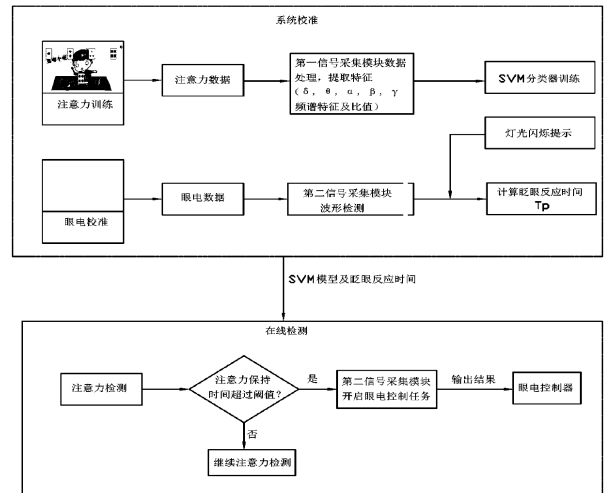 系统校准
注意力训练
注意力数据
第一信号采集模块数据
处理，提取特征
（δ，θ，α，β，γ
频谱特征及比值）
SVM分类器训练
灯光闪烁提示
眼电校准
眼电数据
第二信号采集模块
波形检测
计算眨眼反应时间
Tp
SVM模型及眨眼反应时间
在线检测
注意力检测
注意力保持
时间超过阈值？
是
第二信号采集模块
开启眼电控制任务
输出结果
眼电控制器
否
继续注意力检测